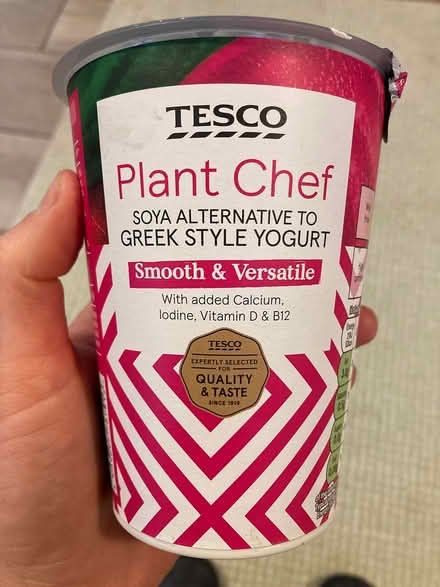 TESCO
Plant Chef
SOYA ALTERNATIVE TO
GREEK STYLE YOGURT
Smooth & Versatile
With added Calcium,
Iodine, Vitamin D & B12
TESCO
EXPERTLY SELECTED
FOR
QUALITY
& TASTE
SINCE 1919